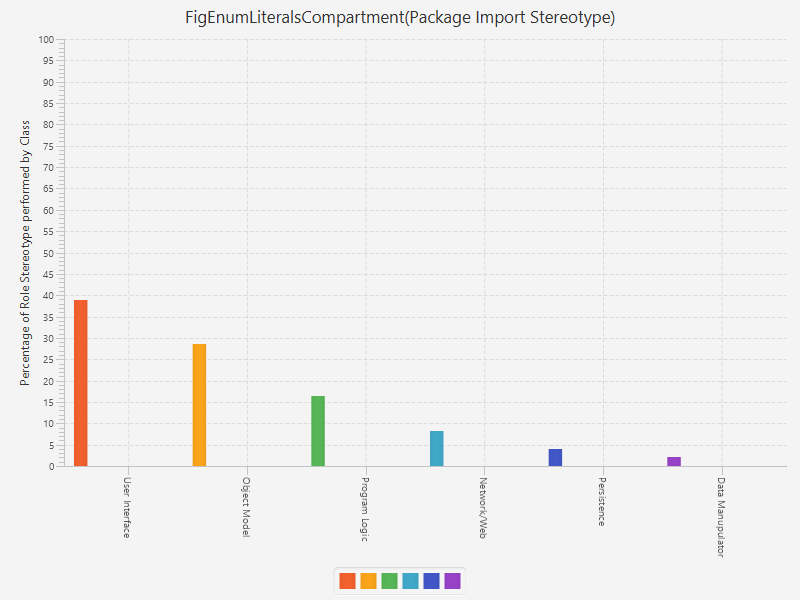 FigEnumLiteralsCompartment(Package Import Stereotype)
Percentage of Role Stereotype performed by Class
100
95
90
85
80
75
70
65
60
55
50
45
40
35
30
25
20
15
10
5
0
User Interface
Object Model
Program Logic
Network/Web
Persistence
Data Manupulator